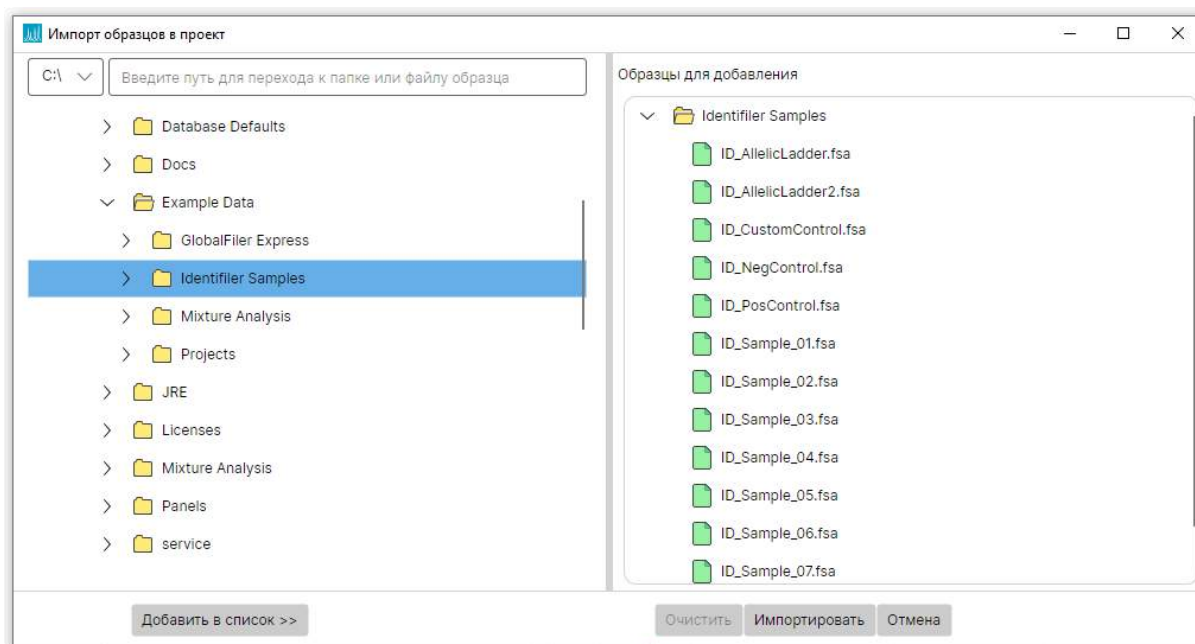 Импорт образцов в проект
C:\
Введите путь для перехода к папке или файлу образца
Database Defaults
Docs
Example Data
GlobalFiler Express
Identifiler Samples
Mixture Analysis
Projects
JRE
Licenses
Mixture Analysis
Panels
service
Добавить в список >>
Образцы для добавления
Identifiler Samples
ID_AllelicLadder.fsa
ID_AllelicLadder2.fsa
ID_CustomControl.fsa
ID_NegControl.fsa
ID_PosControl.fsa
ID_Sample_01.fsa
ID_Sample_02.fsa
ID_Sample_03.fsa
ID_Sample_04.fsa
ID_Sample_05.fsa
ID_Sample_06.fsa
ID_Sample_07.fsa
Очистить Импортировать Отмена